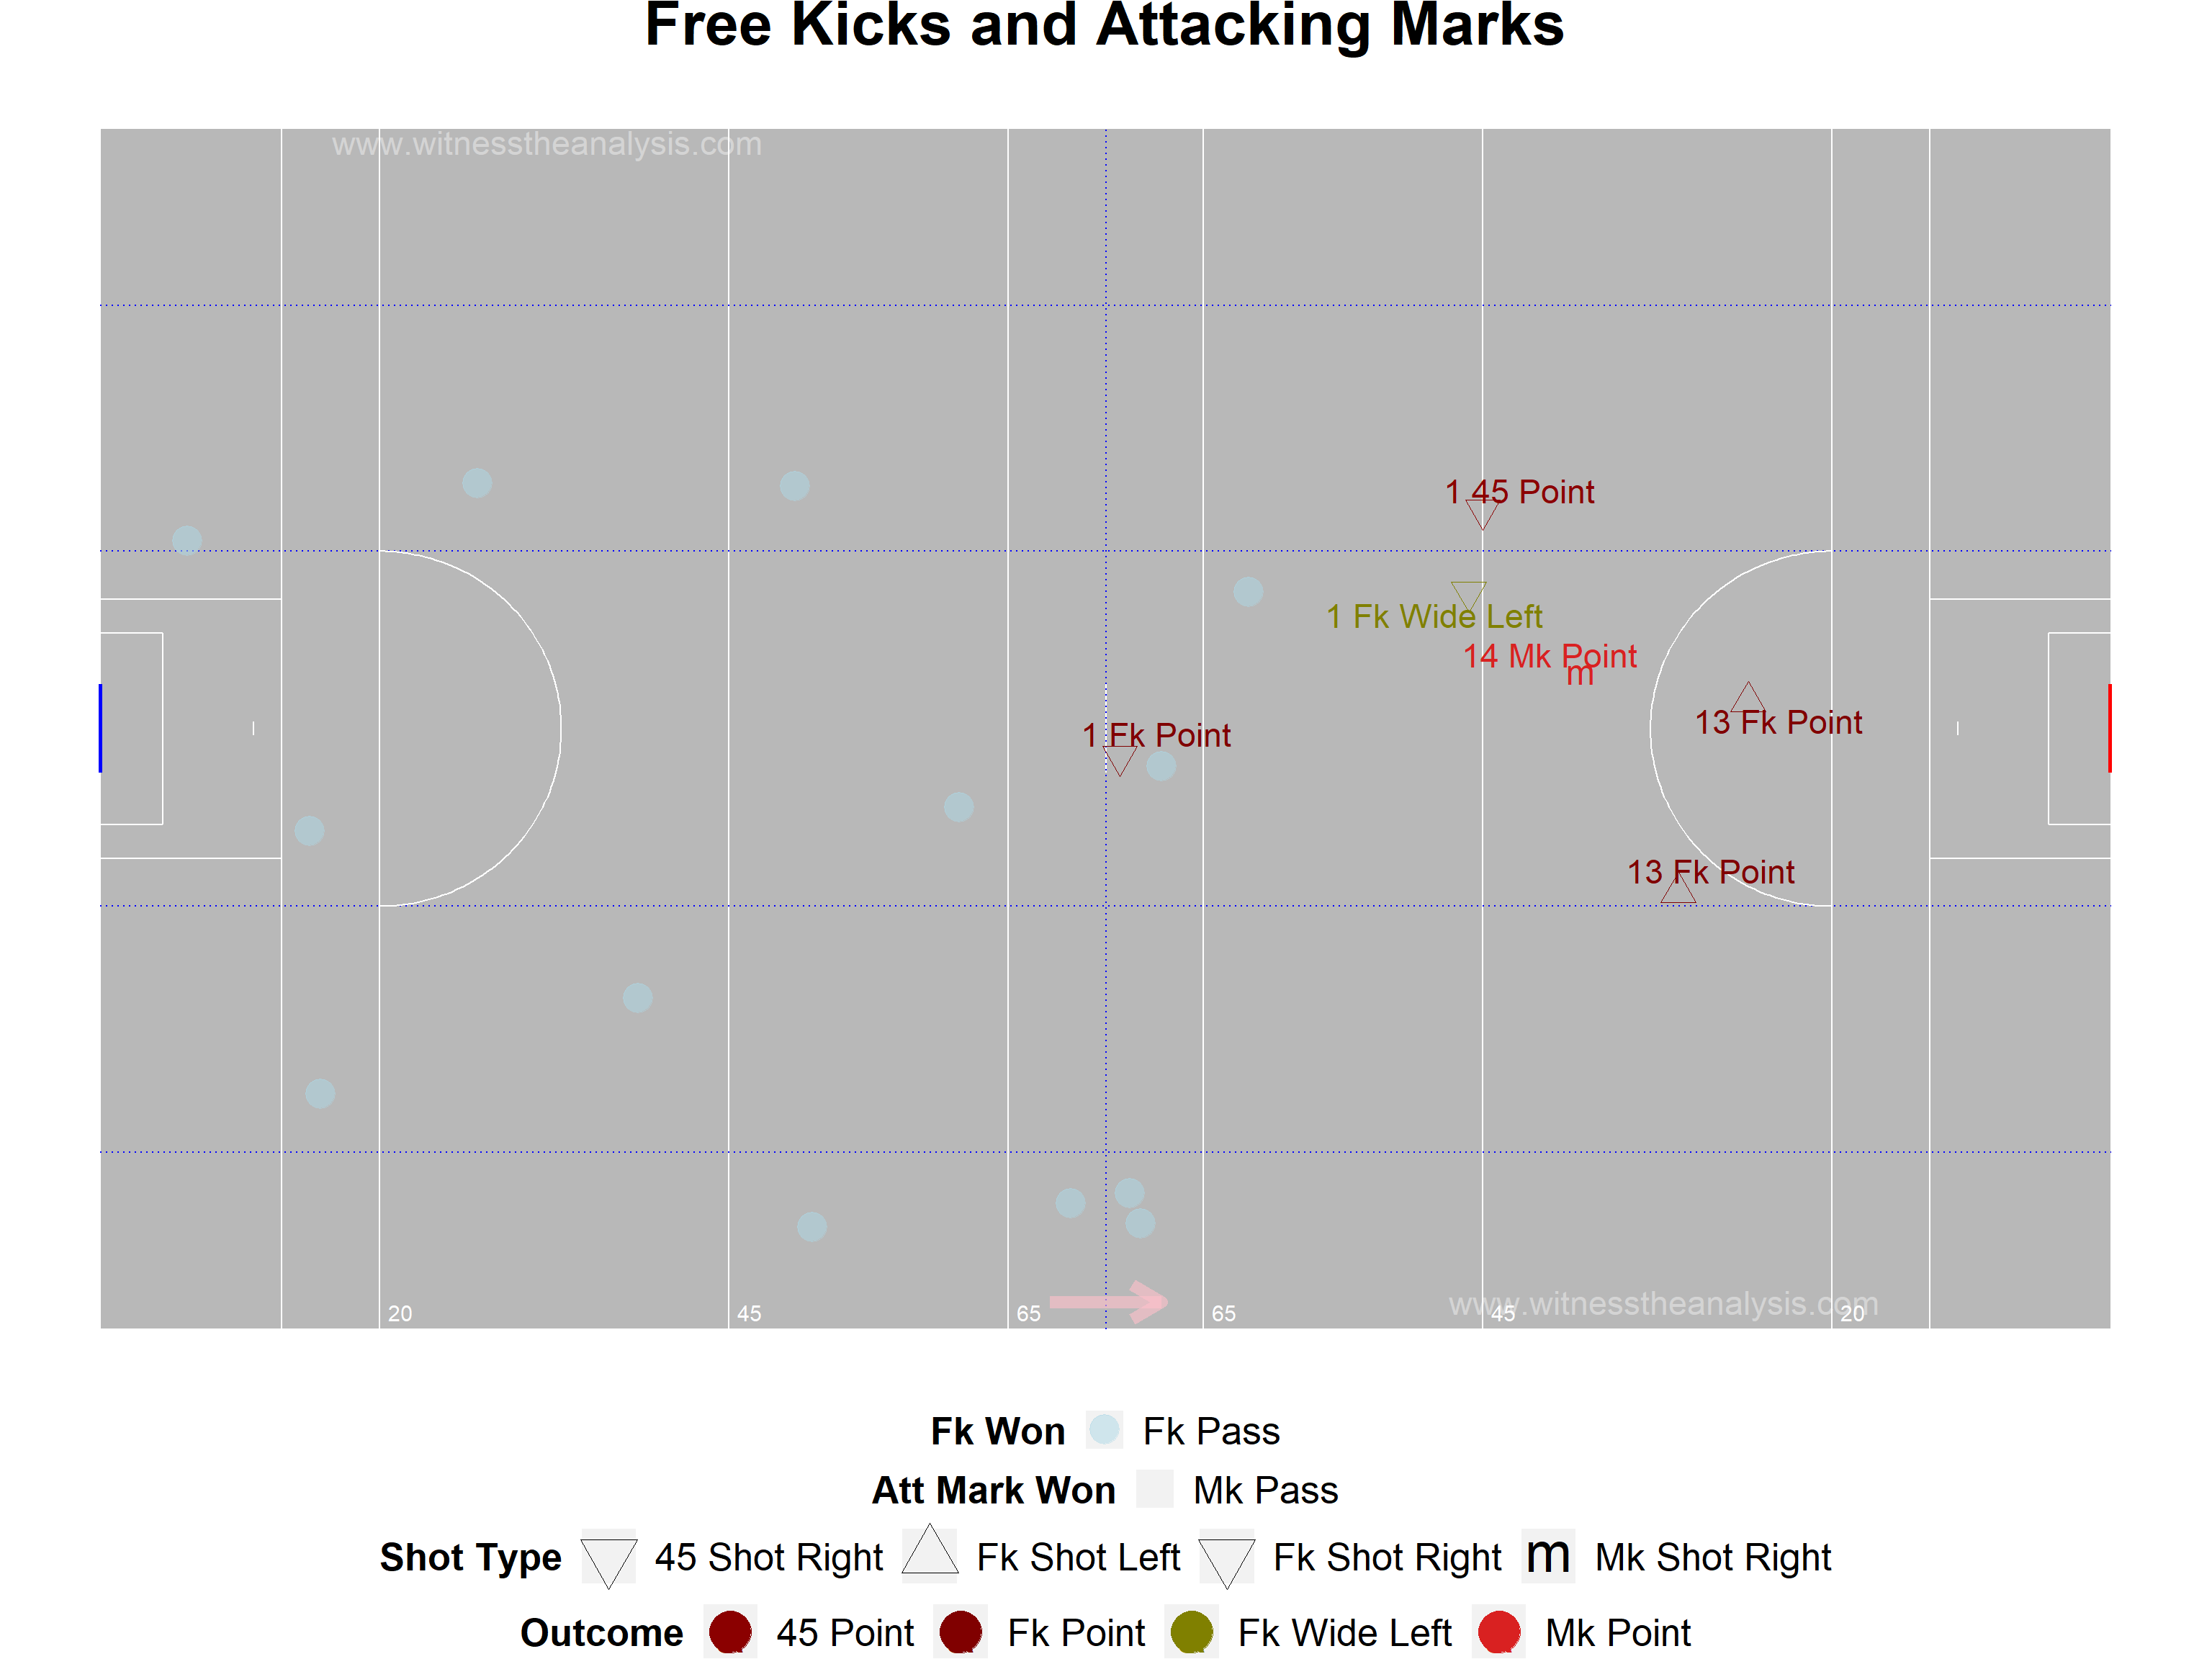 Free Kicks and Attacking Marks
www.witnesstheanalysis.com
1 45 Point
1 Fk Wide Left
14 Mk Point
m
13 Fk Point
1 Fk Point
13 Fk Point
www.witnesstheanalysis.com
20 45 65 65 45 20
Fk Won Fk Pass
Att Mark Won Mk Pass
Shot Type 45 Shot Right Fk Shot Left Fk Shot Right m Mk Shot Right
Outcome 45 Point Fk Point Fk Wide Left Mk Point